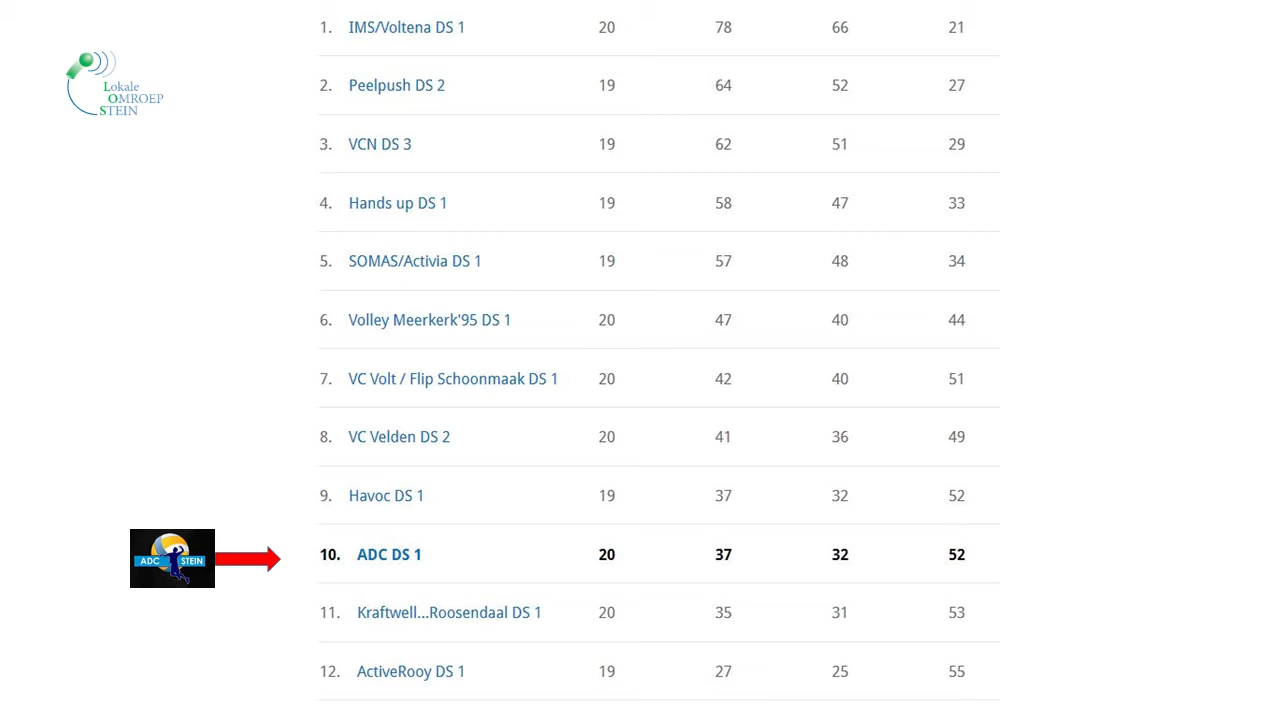 1. IMS/Voltena DS 1 20 78 66 21
Lokale
OMROEP
STEIN
2. Peelpush DS 2 19 64 52 27
3. VCN DS 3 19 62 51 29
4. Hands up DS 1 19 58 47 33
5. SOMAS/Activia DS 1 19 57 48 34
6. Volley Meerkerk'95 DS 1 20 47 40 44
7. VC Volt / Flip Schoonmaak DS 1 20 42 40 51
8. VC Velden DS 2 20 41 36 49
9. Havoc DS 1 19 37 32 52
ADC STEIN
10. ADC DS 1 20 37 32 52
11. Kraftwell...Roosendaal DS 1 20 35 31 53
12. ActiveRooy DS 1 19 27 25 55